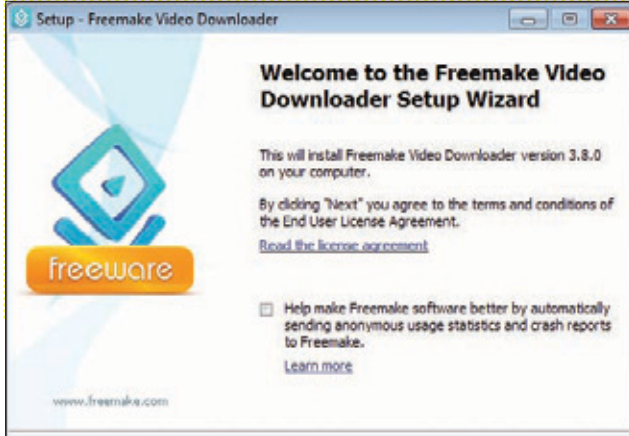 Setup - Freemake Video Downloader
Welcome to the Freemake Video
Downloader Setup Wizard
This will install Freemake Video Downloader version 3.8.0
on your computer.
By clicking "Next" you agree to the terms and conditions of
the End User License Agreement.
Read the license agreement
freeware
Help make Freemake software better by automatically
sending anonymous usage statistics and crash reports
to Freemake.
Learn more
www.freemake.com